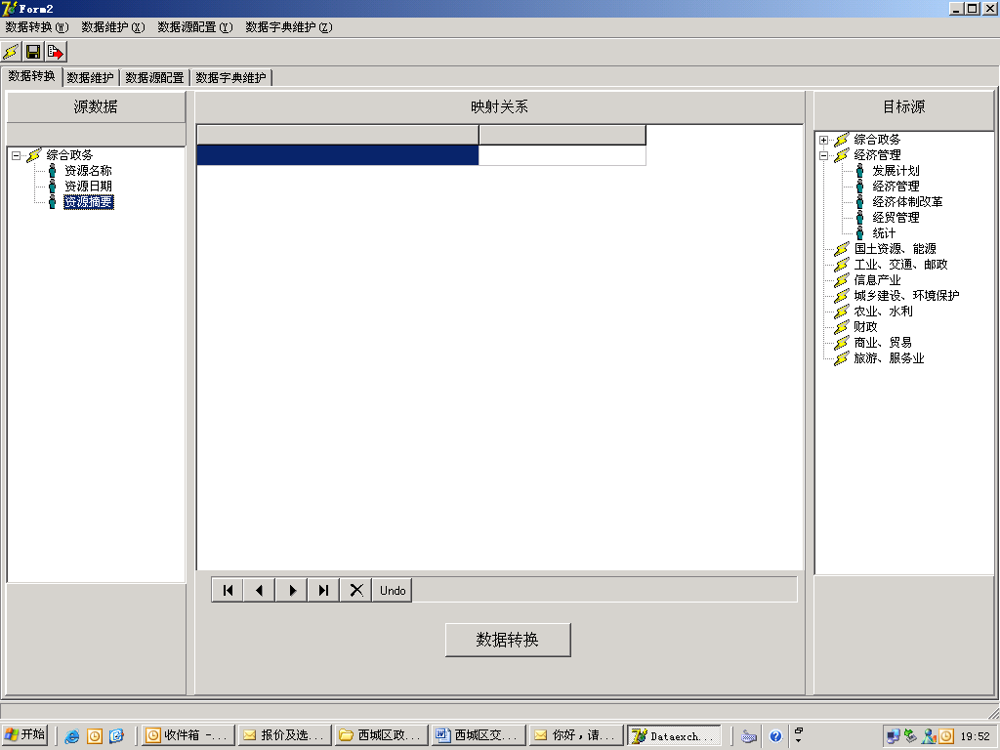 Form2
数据转换(W) 数据维护(X) 数据源配置(Y) 数据字典维护(Z)
数据转换 数据维护 数据源配置 数据字典维护
源数据
综合政务
资源名称
资源日期
资源摘要
映射关系
Undo
数据转换
目标源
综合政务
经济管理
发展计划
经济管理
经济体制改革
经贸管理
统计
国土资源、能源
工业、交通、邮政
信息产业
城乡建设、环境保护
农业、水利
财政
商业、贸易
旅游、服务业
开始 收件箱 -... 报价及选... 西城区政... 西城区交... 你好，请... Dataexch... 19:52